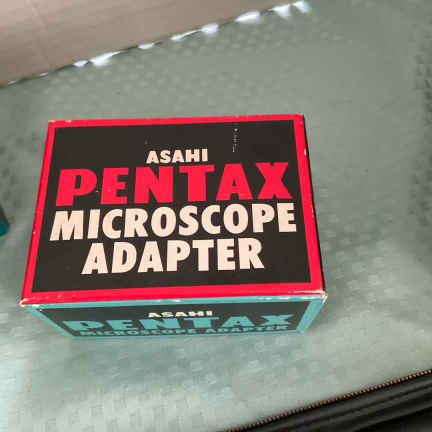 ASAHI
PENTAX
MICROSCOPE
ADAPTER
ASAHI
PENTAX
MICROSCOPE ADAPTER